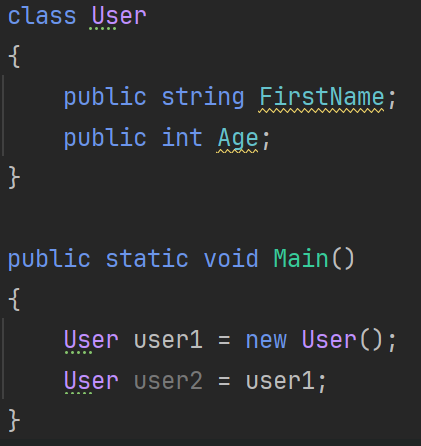 class User
{
    public string FirstName;
    public int Age;
}

public static void Main()
{
    User user1 = new User();
    User user2 = user1;
}